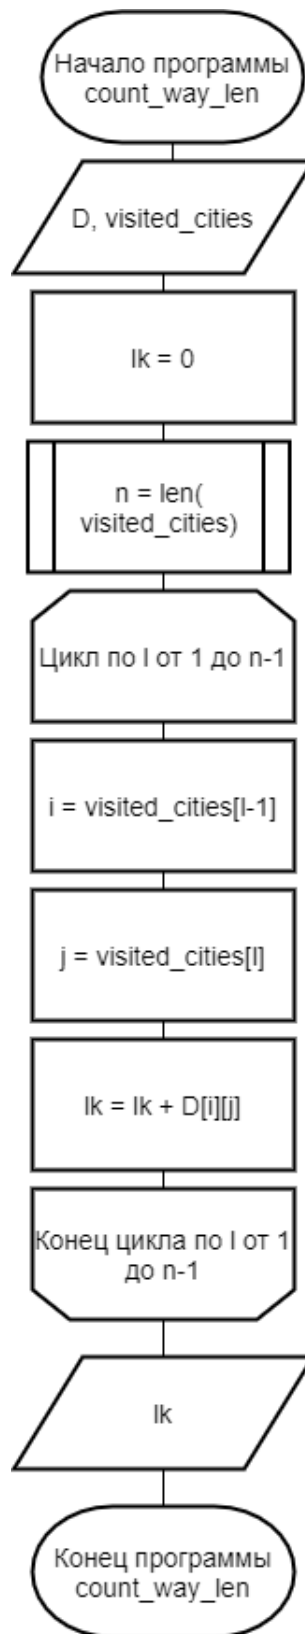 Начало программы
count_way_len
D, visited_cities
lk = 0
n = len(
visited_cities)
Цикл по l от 1 до n-1
i = visited_cities[l-1]
j = visited_cities[l]
lk = lk + D[i][j]
Конец цикла по l от 1
до n-1
lk
Конец программы
count_way_len